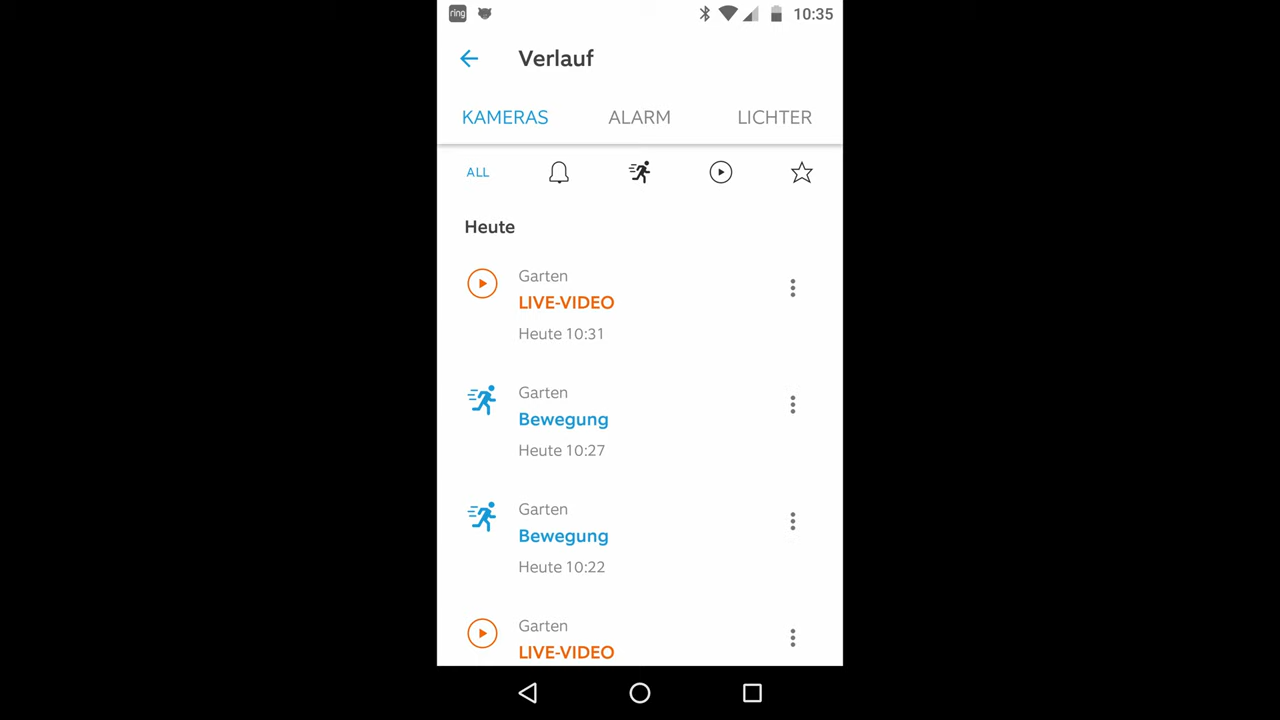 ring 10:35
Verlauf
KAMERAS ALARM LICHTER
ALL
Heute
Garten
LIVE-VIDEO
Heute 10:31
Garten
Bewegung
Heute 10:27
Garten
Bewegung
Heute 10:22
Garten
LIVE-VIDEO